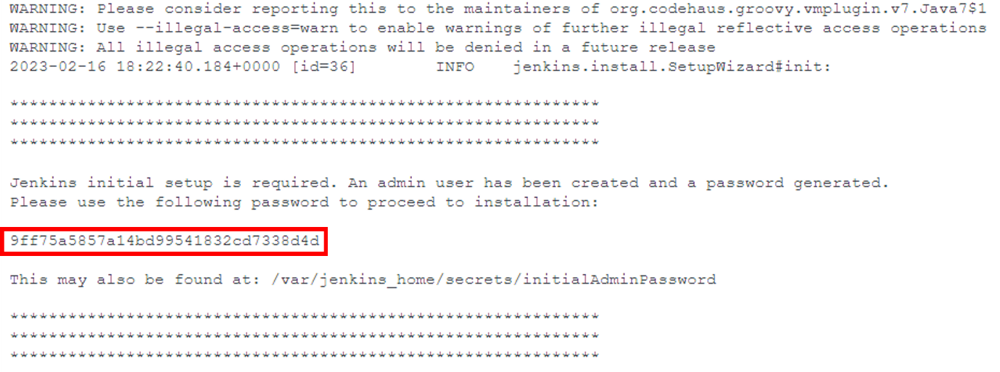 WARNING: Please consider reporting this to the maintainers of org.codehaus.groovy.vmplugin.v7.Java7$1
WARNING: Use --illegal-access=warn to enable warnings of further illegal reflective access operations
WARNING: All illegal access operations will be denied in a future release
2023-02-16 18:22:40.184+0000 [id=36]        INFO    jenkins.install.SetupWizard#init:
*************************************************************
*************************************************************
*************************************************************
Jenkins initial setup is required. An admin user has been created and a password generated.
Please use the following password to proceed to installation:
9ff75a5857a14bd99541832cd7338d4d
This may also be found at: /var/jenkins_home/secrets/initialAdminPassword
*************************************************************
*************************************************************
*************************************************************